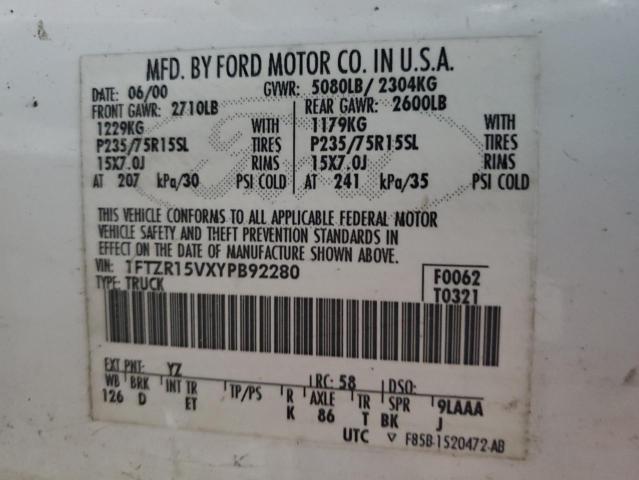 MFD. BY FORD MOTOR CO. IN U.S.A.
DATE: 06/00 GVWR: 5080LB/ 2304KG
FRONT GAWR: 2710LB REAR GAWR: 2600LB
1229KG WITH 1179KG WITH
P235/75R15SL TIRES P235/75R15SL TIRES
15X7.0J RIMS 15X7.0J RIMS
AT 207 kPa/30 PSI COLD AT 241 kPa/35 PSI COLD
THIS VEHICLE CONFORMS TO ALL APPLICABLE FEDERAL MOTOR
VEHICLE SAFETY AND THEFT PREVENTION STANDARDS IN
EFFECT ON THE DATE OF MANUFACTURE SHOWN ABOVE.
VIN: 1FTZR15VXYPB92280 F0062
TYPE: TRUCK T0321
EXT PNT: YZ RC: 58 DSO:
WB BRK INT TR TP/PS R AXLE TR SPR 9LAAA
126 D ET K 86 T BK J
UTC ▽ F85B-1520472-AB